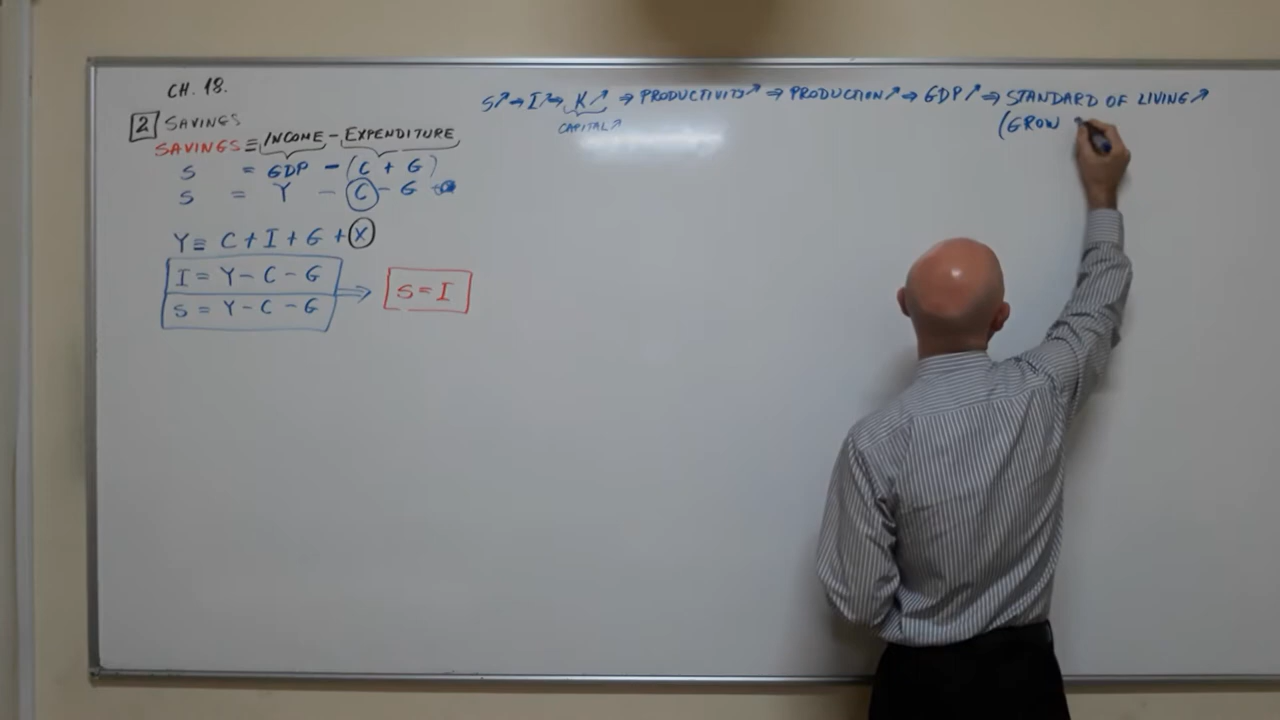 CH. 18.
2 SAVINGS
SAVINGS ≡ INCOME - EXPENDITURE
S = GDP - (C + G)
S = Y - C - G
Y ≡ C + I + G + X
I = Y - C - G
S = Y - C - G
⇒ S = I
S↗ ⇒ I↗ ⇒ K↗ ⇒ PRODUCTIVITY↗ ⇒ PRODUCTION↗ ⇒ GDP↗ ⇒ STANDARD OF LIVING↗
CAPITAL↗
(GROW